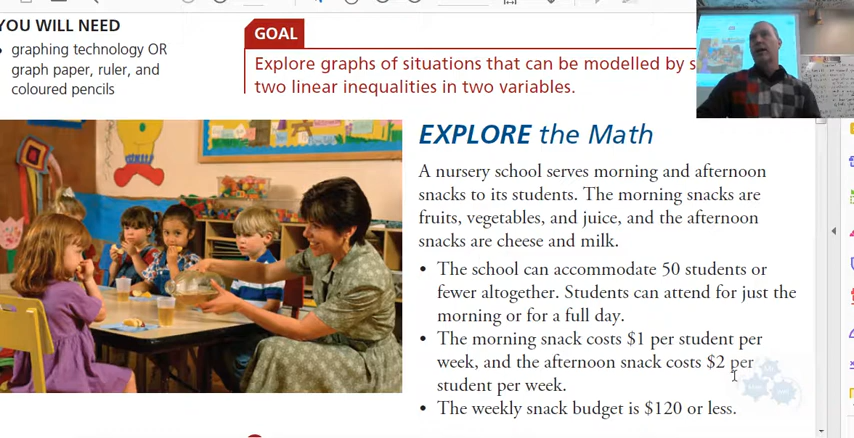 YOU WILL NEED
• graphing technology OR
graph paper, ruler, and
coloured pencils
GOAL
Explore graphs of situations that can be modelled by s
two linear inequalities in two variables.
EXPLORE the Math
A nursery school serves morning and afternoon
snacks to its students. The morning snacks are
fruits, vegetables, and juice, and the afternoon
snacks are cheese and milk.
• The school can accommodate 50 students or
fewer altogether. Students can attend for just the
morning or for a full day.
• The morning snack costs $1 per student per
week, and the afternoon snack costs $2 per
student per week.
• The weekly snack budget is $120 or less.